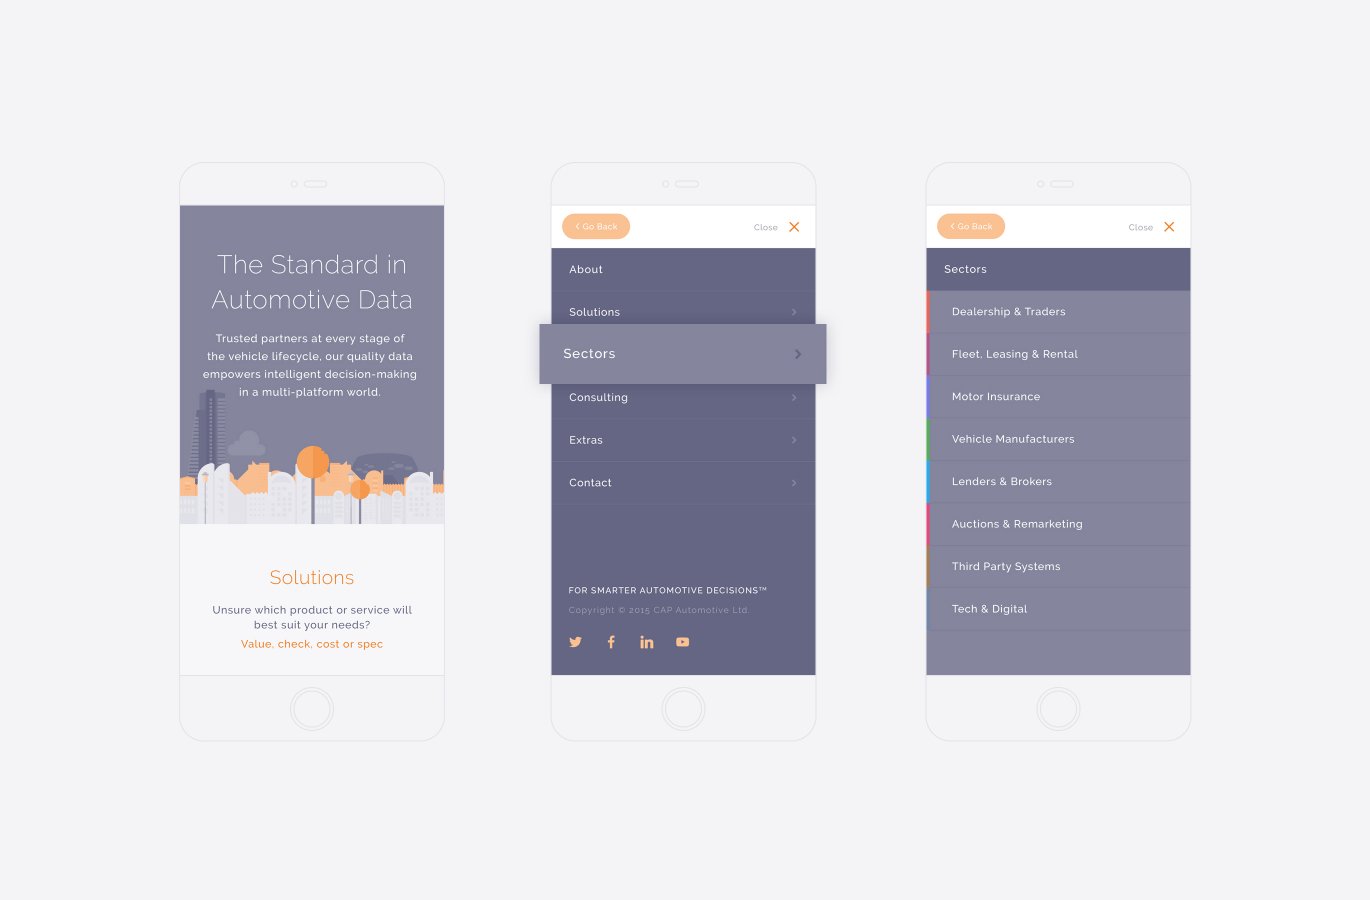 The Standard in
Automotive Data
Trusted partners at every stage of
the vehicle lifecycle, our quality data
empowers intelligent decision-making
in a multi-platform world.
Solutions
Unsure which product or service will
best suit your needs?
Value, check, cost or spec
Go Back
Close
About
Solutions
Sectors
Consulting
Extras
Contact
FOR SMARTER AUTOMOTIVE DECISIONS™
Copyright © 2015 CAP Automotive Ltd.
Go Back
Close
Sectors
Dealership & Traders
Fleet. Leasing & Rental
Motor Insurance
Vehicle Manufacturers
Lenders & Brokers
Auctions & Remarketing
Third Party Systems
Tech & Digital